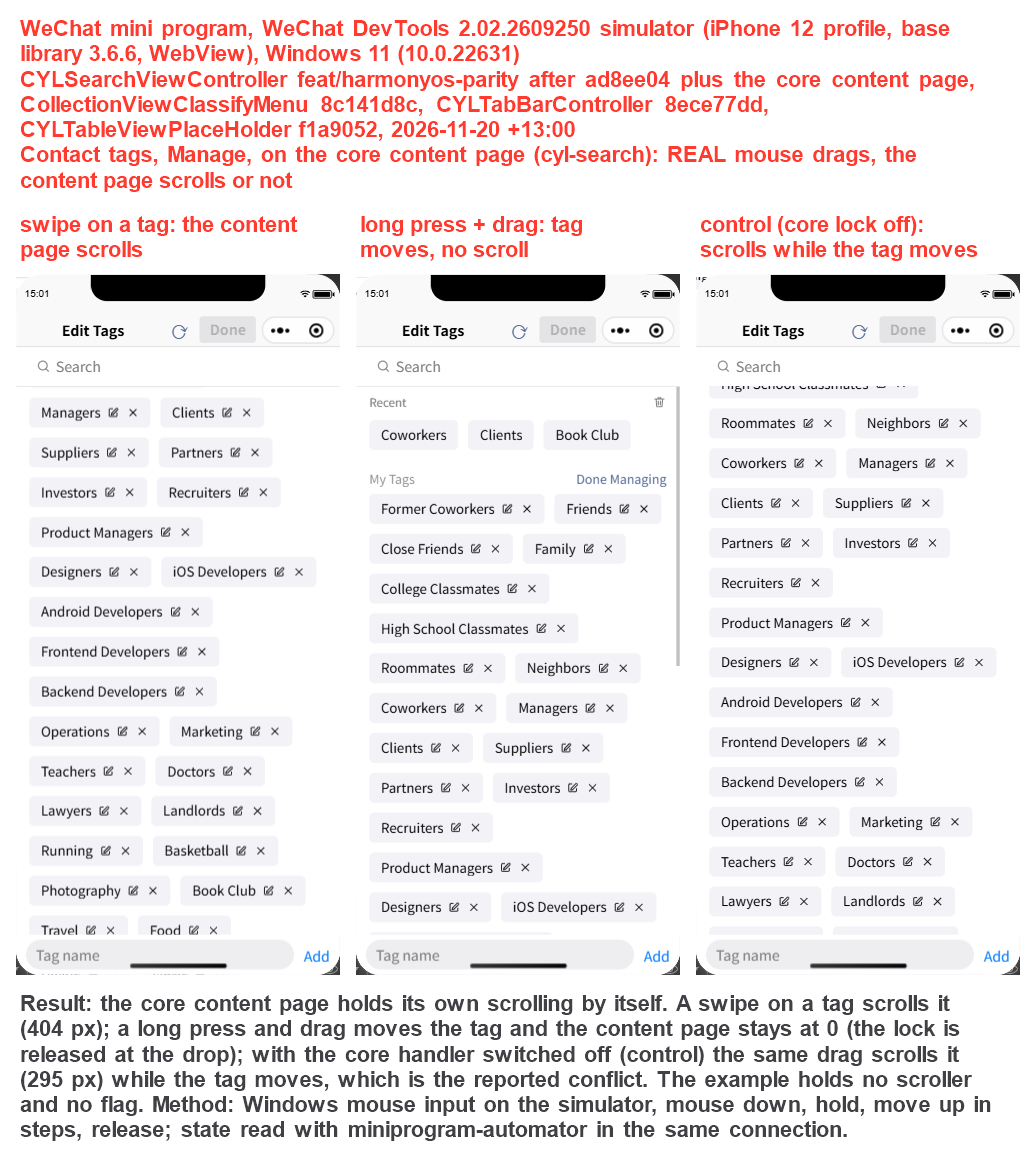 WeChat mini program, WeChat DevTools 2.02.2609250 simulator (iPhone 12 profile, base
library 3.6.6, WebView), Windows 11 (10.0.22631)
CYLSearchViewController feat/harmonyos-parity after ad8ee04 plus the core content page,
CollectionViewClassifyMenu 8c141d8c, CYLTabBarController 8ece77dd,
CYLTableViewPlaceHolder f1a9052, 2026-11-20 +13:00
Contact tags, Manage, on the core content page (cyl-search): REAL mouse drags, the
content page scrolls or not
swipe on a tag: the content
page scrolls
15:01
Edit Tags
Done
Search
Managers
Clients
Suppliers
Partners
Investors
Recruiters
Product Managers
Designers
iOS Developers
Android Developers
Frontend Developers
Backend Developers
Operations
Marketing
Teachers
Doctors
Lawyers
Landlords
Running
Basketball
Photography
Book Club
Travel
Food
Tag name
Add
long press + drag: tag
moves, no scroll
15:01
Edit Tags
Done
Search
Recent
Coworkers
Clients
Book Club
My Tags
Done Managing
Former Coworkers
Friends
Close Friends
Family
College Classmates
High School Classmates
Roommates
Neighbors
Coworkers
Managers
Clients
Suppliers
Partners
Investors
Recruiters
Product Managers
Designers
iOS Developers
Tag name
Add
control (core lock off):
scrolls while the tag moves
15:01
Edit Tags
Done
Search
High School Classmates
Roommates
Neighbors
Coworkers
Managers
Clients
Suppliers
Partners
Investors
Recruiters
Product Managers
Designers
iOS Developers
Android Developers
Frontend Developers
Backend Developers
Operations
Marketing
Teachers
Doctors
Lawyers
Landlords
Tag name
Add
Result: the core content page holds its own scrolling by itself. A swipe on a tag scrolls it
(404 px); a long press and drag moves the tag and the content page stays at 0 (the lock is
released at the drop); with the core handler switched off (control) the same drag scrolls it
(295 px) while the tag moves, which is the reported conflict. The example holds no scroller
and no flag. Method: Windows mouse input on the simulator, mouse down, hold, move up in
steps, release; state read with miniprogram-automator in the same connection.